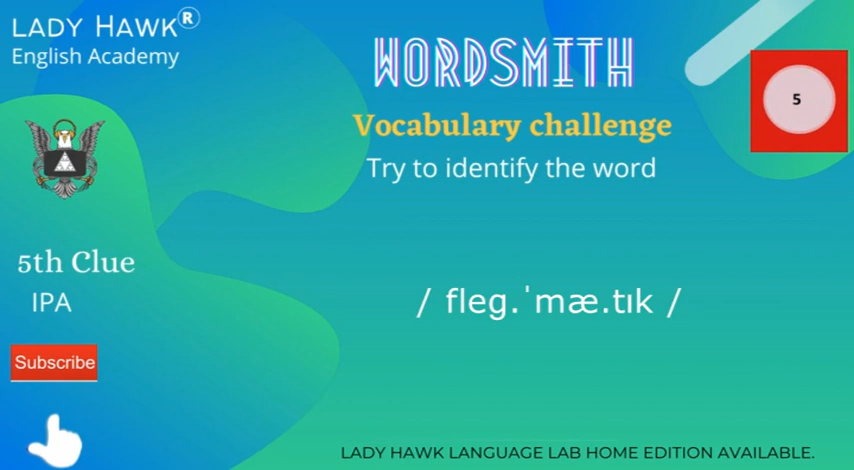 LADY HAWK®
English Academy
WORDSMITH
Vocabulary challenge
Try to identify the word
5
5th Clue
IPA
/ fleg.ˈmæ.tɪk /
Subscribe
LADY HAWK LANGUAGE LAB HOME EDITION AVAILABLE.